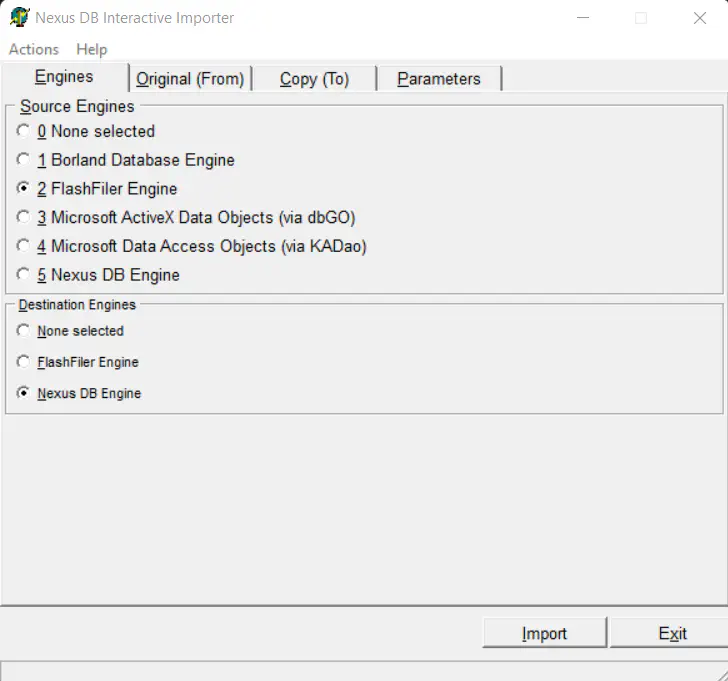 Nexus DB Interactive Importer
Actions Help
Engines Original (From) Copy (To) Parameters
Source Engines
0 None selected
1 Borland Database Engine
2 FlashFiler Engine
3 Microsoft ActiveX Data Objects (via dbGO)
4 Microsoft Data Access Objects (via KADao)
5 Nexus DB Engine
Destination Engines
None selected
FlashFiler Engine
Nexus DB Engine
Import Exit